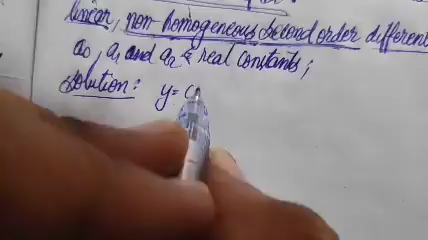 linear, non-homogeneous second order different
a₀, a₁ and a₂ ε real constants;
solution: y= c